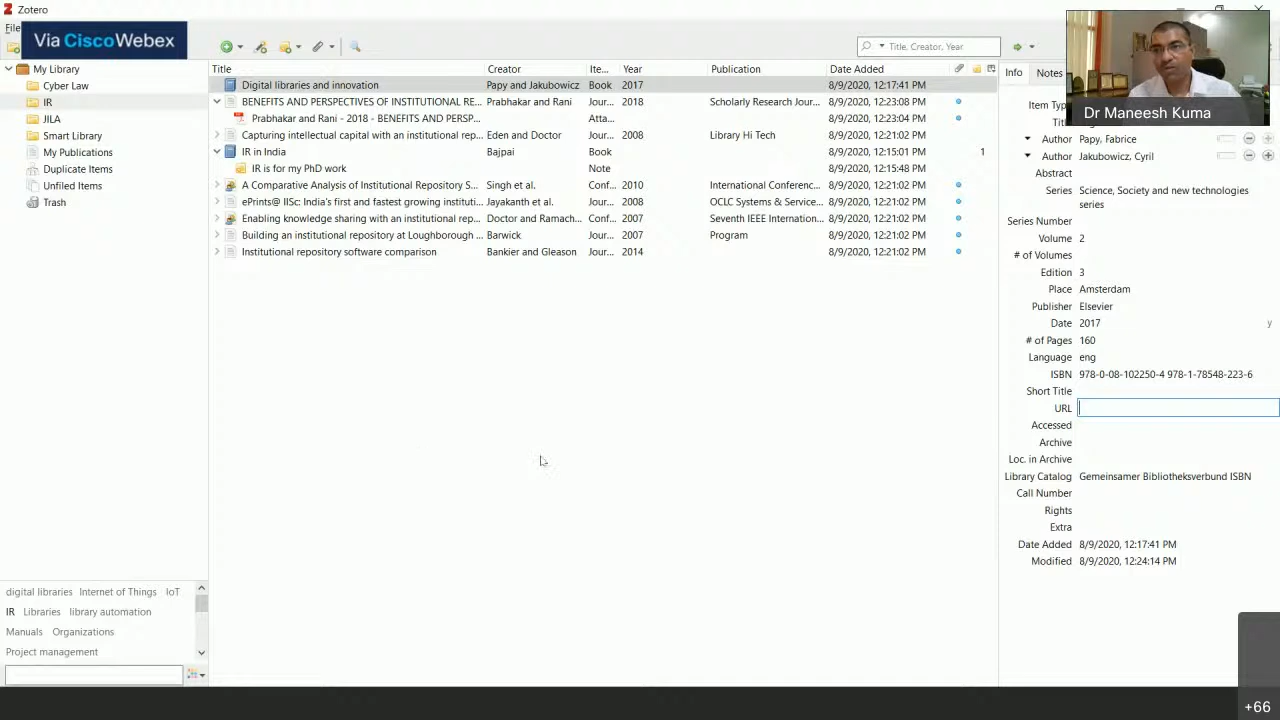 Zotero
File
Via CiscoWebex
Title, Creator, Year
My Library
Cyber Law
IR
JILA
Smart Library
My Publications
Duplicate Items
Unfiled Items
Trash
Title Creator Ite... Year Publication Date Added
Digital libraries and innovation Papy and Jakubowicz Book 2017 8/9/2020, 12:17:41 PM
BENEFITS AND PERSPECTIVES OF INSTITUTIONAL RE... Prabhakar and Rani Jour... 2018 Scholarly Research Jour... 8/9/2020, 12:23:08 PM
Prabhakar and Rani - 2018 - BENEFITS AND PERSP... Atta... 8/9/2020, 12:23:04 PM
Capturing intellectual capital with an institutional rep... Eden and Doctor Jour... 2008 Library Hi Tech 8/9/2020, 12:21:02 PM
IR in India Bajpai Book 8/9/2020, 12:15:01 PM 1
IR is for my PhD work Note 8/9/2020, 12:15:48 PM
A Comparative Analysis of Institutional Repository S... Singh et al. Conf... 2010 International Conferenc... 8/9/2020, 12:21:02 PM
ePrints@ IISc: India's first and fastest growing instituti... Jayakanth et al. Jour... 2008 OCLC Systems & Service... 8/9/2020, 12:21:02 PM
Enabling knowledge sharing with an institutional rep... Doctor and Ramach... Conf... 2007 Seventh IEEE Internation... 8/9/2020, 12:21:02 PM
Building an institutional repository at Loughborough ... Barwick Jour... 2007 Program 8/9/2020, 12:21:02 PM
Institutional repository software comparison Bankier and Gleason Jour... 2014 8/9/2020, 12:21:02 PM
Info Notes
Dr Maneesh Kuma
Item Typ
Titl
Author Papy, Fabrice
Author Jakubowicz, Cyril
Abstract
Series Science, Society and new technologies
series
Series Number
Volume 2
# of Volumes
Edition 3
Place Amsterdam
Publisher Elsevier
Date 2017 y
# of Pages 160
Language eng
ISBN 978-0-08-102250-4 978-1-78548-223-6
Short Title
URL
Accessed
Archive
Loc. in Archive
Library Catalog Gemeinsamer Bibliotheksverbund ISBN
Call Number
Rights
Extra
Date Added 8/9/2020, 12:17:41 PM
Modified 8/9/2020, 12:24:14 PM
digital libraries Internet of Things IoT
IR Libraries library automation
Manuals Organizations
Project management
+66